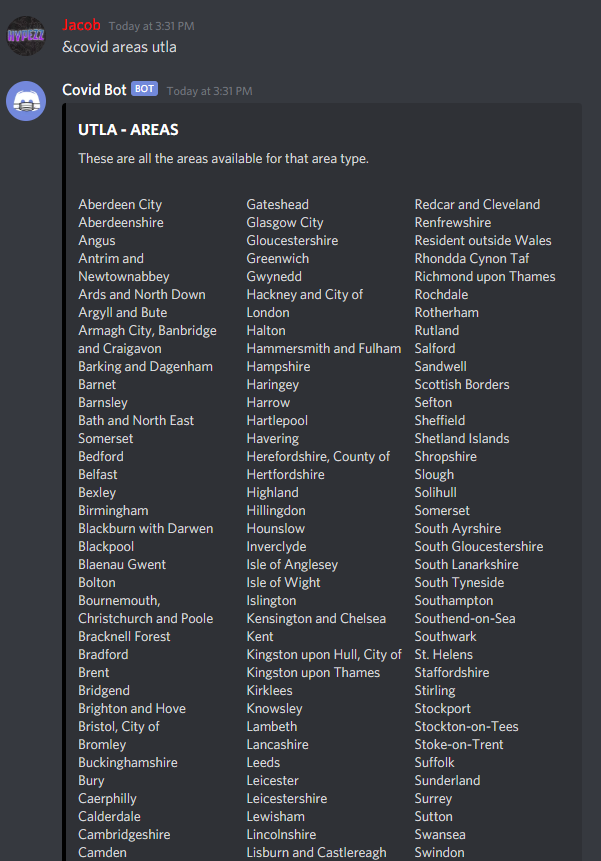 HYPEZZ
Jacob Today at 3:31 PM
&covid areas utla
Covid Bot BOT Today at 3:31 PM
UTLA - AREAS
These are all the areas available for that area type.
Aberdeen City
Aberdeenshire
Angus
Antrim and
Newtownabbey
Ards and North Down
Argyll and Bute
Armagh City, Banbridge
and Craigavon
Barking and Dagenham
Barnet
Barnsley
Bath and North East
Somerset
Bedford
Belfast
Bexley
Birmingham
Blackburn with Darwen
Blackpool
Blaenau Gwent
Bolton
Bournemouth,
Christchurch and Poole
Bracknell Forest
Bradford
Brent
Bridgend
Brighton and Hove
Bristol, City of
Bromley
Buckinghamshire
Bury
Caerphilly
Calderdale
Cambridgeshire
Camden
Gateshead
Glasgow City
Gloucestershire
Greenwich
Gwynedd
Hackney and City of
London
Halton
Hammersmith and Fulham
Hampshire
Haringey
Harrow
Hartlepool
Havering
Herefordshire, County of
Hertfordshire
Highland
Hillingdon
Hounslow
Inverclyde
Isle of Anglesey
Isle of Wight
Islington
Kensington and Chelsea
Kent
Kingston upon Hull, City of
Kingston upon Thames
Kirklees
Knowsley
Lambeth
Lancashire
Leeds
Leicester
Leicestershire
Lewisham
Lincolnshire
Lisburn and Castlereagh
Redcar and Cleveland
Renfrewshire
Resident outside Wales
Rhondda Cynon Taf
Richmond upon Thames
Rochdale
Rotherham
Rutland
Salford
Sandwell
Scottish Borders
Sefton
Sheffield
Shetland Islands
Shropshire
Slough
Solihull
Somerset
South Ayrshire
South Gloucestershire
South Lanarkshire
South Tyneside
Southampton
Southend-on-Sea
Southwark
St. Helens
Staffordshire
Stirling
Stockport
Stockton-on-Tees
Stoke-on-Trent
Suffolk
Sunderland
Surrey
Sutton
Swansea
Swindon